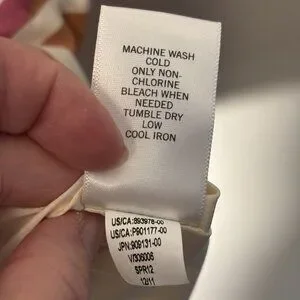 MACHINE WASH
COLD
ONLY NON-
CHLORINE
BLEACH WHEN
NEEDED
TUMBLE DRY
LOW
COOL IRON
US/CA: 893978-00
US/CA: P901177-00
JPN: 909131-00
V/306006
SPR12
12/11